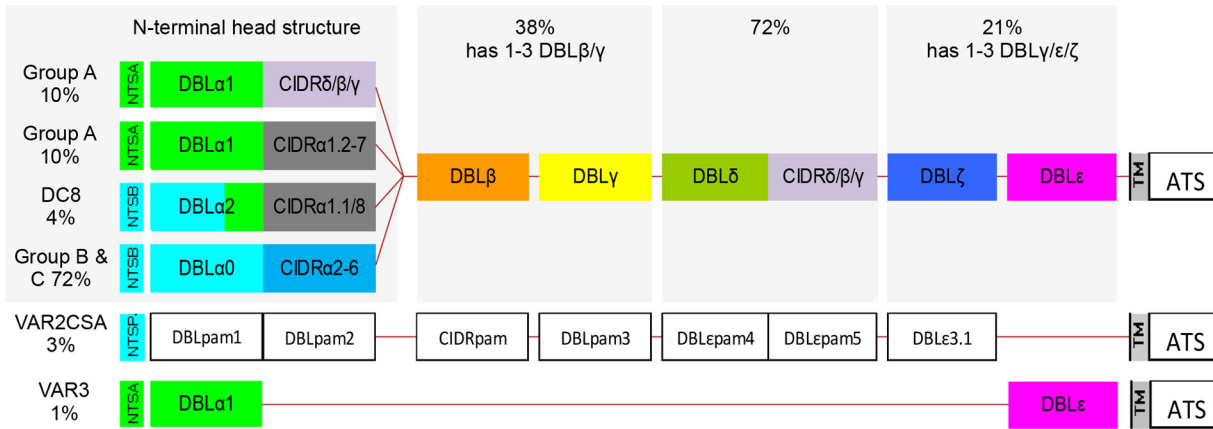 N-terminal head structure
38%
has 1-3 DBLβ/γ
72%
21%
has 1-3 DBLγ/ε/ζ
Group A
10%
NTSA
DBLα1
CIDRδ/β/γ
Group A
10%
NTSA
DBLα1
CIDRα1.2-7
DBLβ
DBLγ
DBLδ
CIDRδ/β/γ
DBLζ
DBLε
TM
ATS
DC8
4%
NTSB
DBLα2
CIDRα1.1/8
Group B &
C 72%
NTSB
DBLα0
CIDRα2-6
VAR2CSA
3%
NTSP
DBLpam1
DBLpam2
CIDRpam
DBLpam3
DBLεpam4
DBLεpam5
DBLε3.1
TM
ATS
VAR3
1%
NTSA
DBLα1
DBLε
TM
ATS